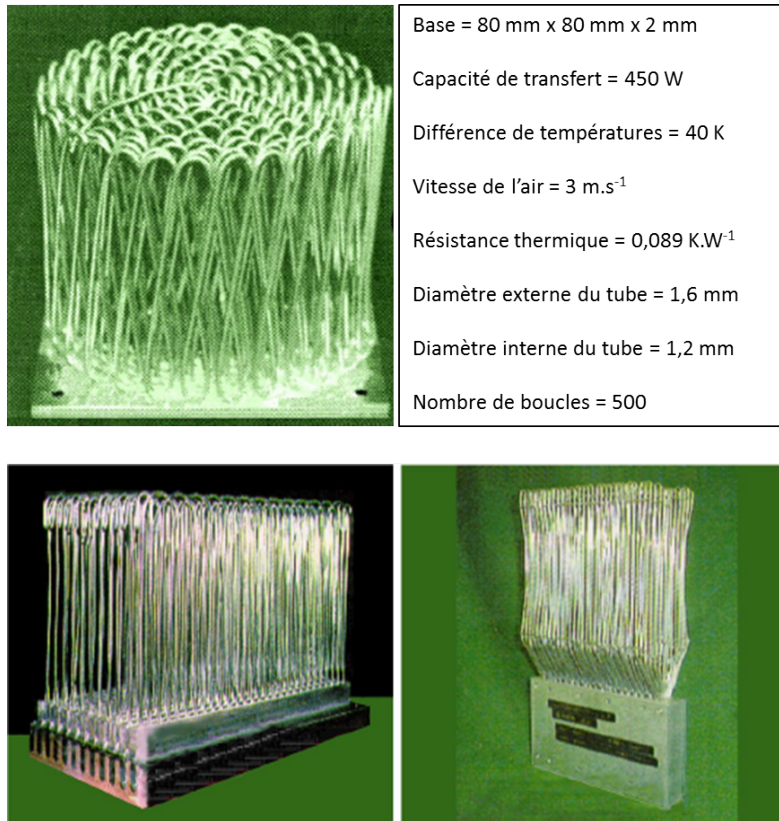 Base = 80 mm x 80 mm x 2 mm
Capacité de transfert = 450 W
Différence de températures = 40 K
Vitesse de l’air = 3 m.s⁻¹
Résistance thermique = 0,089 K.W⁻¹
Diamètre externe du tube = 1,6 mm
Diamètre interne du tube = 1,2 mm
Nombre de boucles = 500